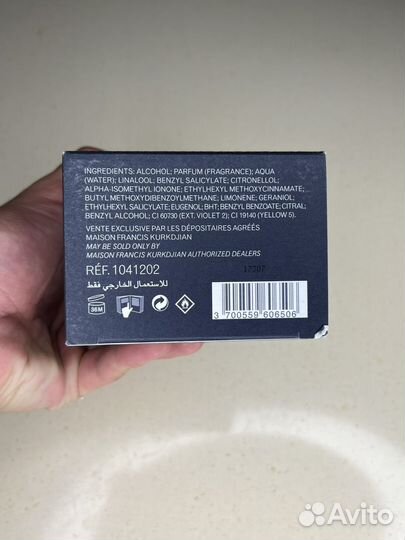 INGREDIENTS: ALCOHOL; PARFUM (FRAGRANCE); AQUA
(WATER); LINALOOL; BENZYL SALICYLATE; CITRONELLOL;
ALPHA-ISOMETHYL IONONE; ETHYLHEXYL METHOXYCINNAMATE;
BUTYL METHOXYDIBENZOYLMETHANE; LIMONENE; GERANIOL;
ETHYLHEXYL SALICYLATE; EUGENOL; BHT; BENZYL BENZOATE; CITRAL;
BENZYL ALCOHOL; CI 60730 (EXT. VIOLET 2); CI 19140 (YELLOW 5).
VENTE EXCLUSIVE PAR LES DÉPOSITAIRES AGRÉÉS
MAISON FRANCIS KURKDJIAN
MAY BE SOLD ONLY BY
MAISON FRANCIS KURKDJIAN AUTHORIZED DEALERS
RÉF. 1041202
للاستعمال الخارجي فقط
36M
3 700559 606506
Avito